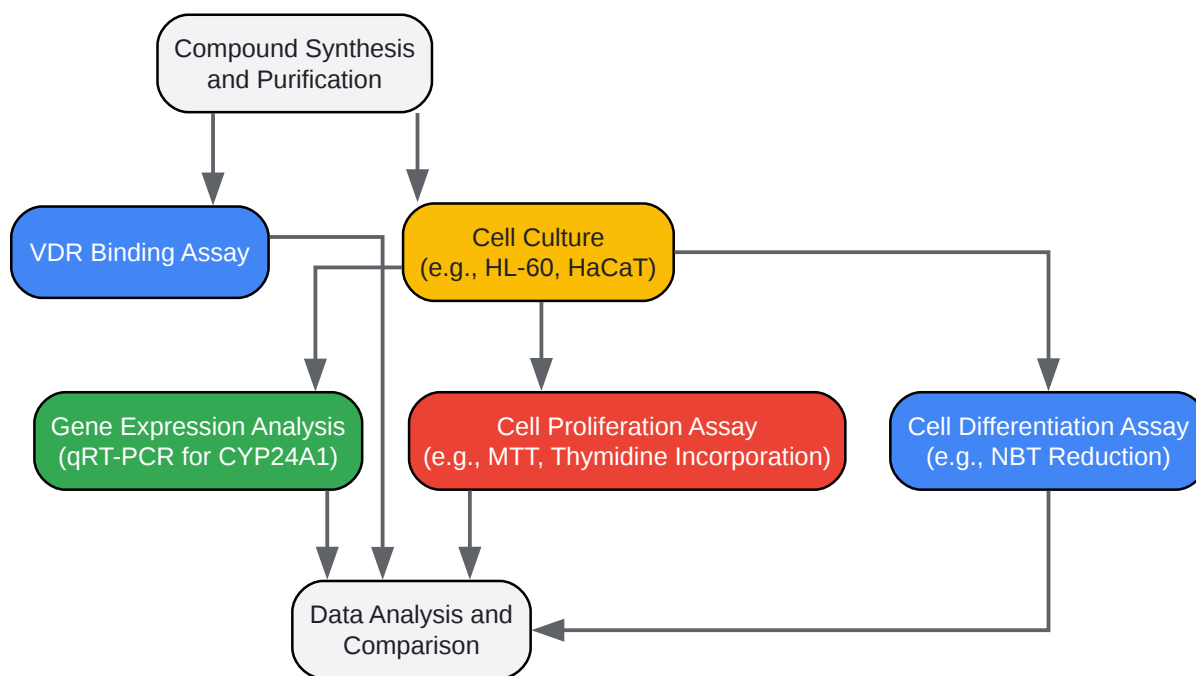 Compound Synthesis
and Purification
VDR Binding Assay
Cell Culture
(e.g., HL-60, HaCaT)
Gene Expression Analysis
(qRT-PCR for CYP24A1)
Cell Proliferation Assay
(e.g., MTT, Thymidine Incorporation)
Cell Differentiation Assay
(e.g., NBT Reduction)
Data Analysis and
Comparison